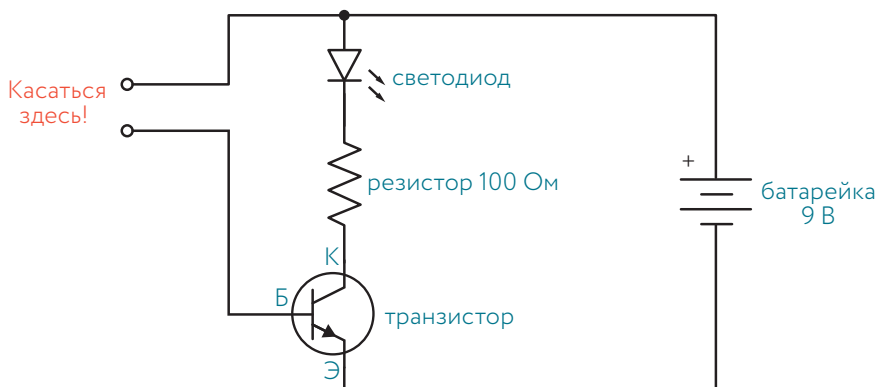 Касаться
здесь!
светодиод
резистор 100 Ом
+
батарейка
9 В
К
Б
транзистор
Э